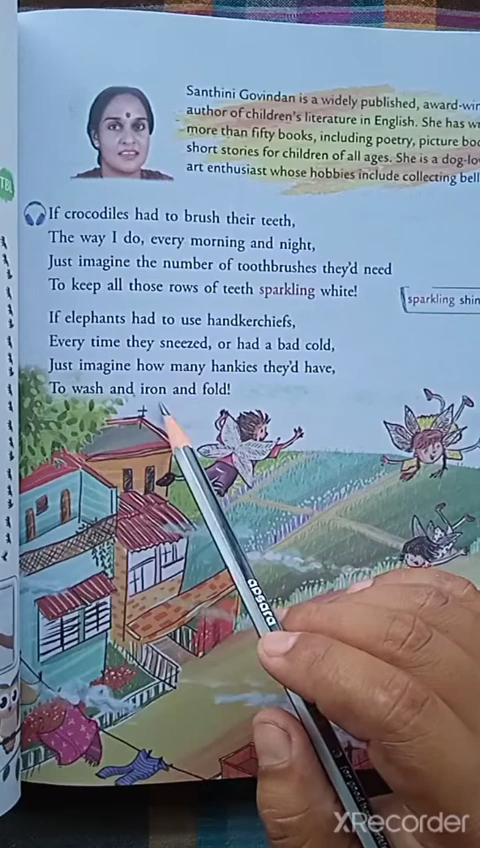 Santhini Govindan is a widely published, award-win
author of children's literature in English. She has w
more than fifty books, including poetry, picture boo
short stories for children of all ages. She is a dog-lo
art enthusiast whose hobbies include collecting bell
TBL
If crocodiles had to brush their teeth,
The way I do, every morning and night,
Just imagine the number of toothbrushes they'd need
To keep all those rows of teeth sparkling white!
sparkling shin
If elephants had to use handkerchiefs,
Every time they sneezed, or had a bad cold,
Just imagine how many hankies they'd have,
To wash and iron and fold!
apsara
XRecorder